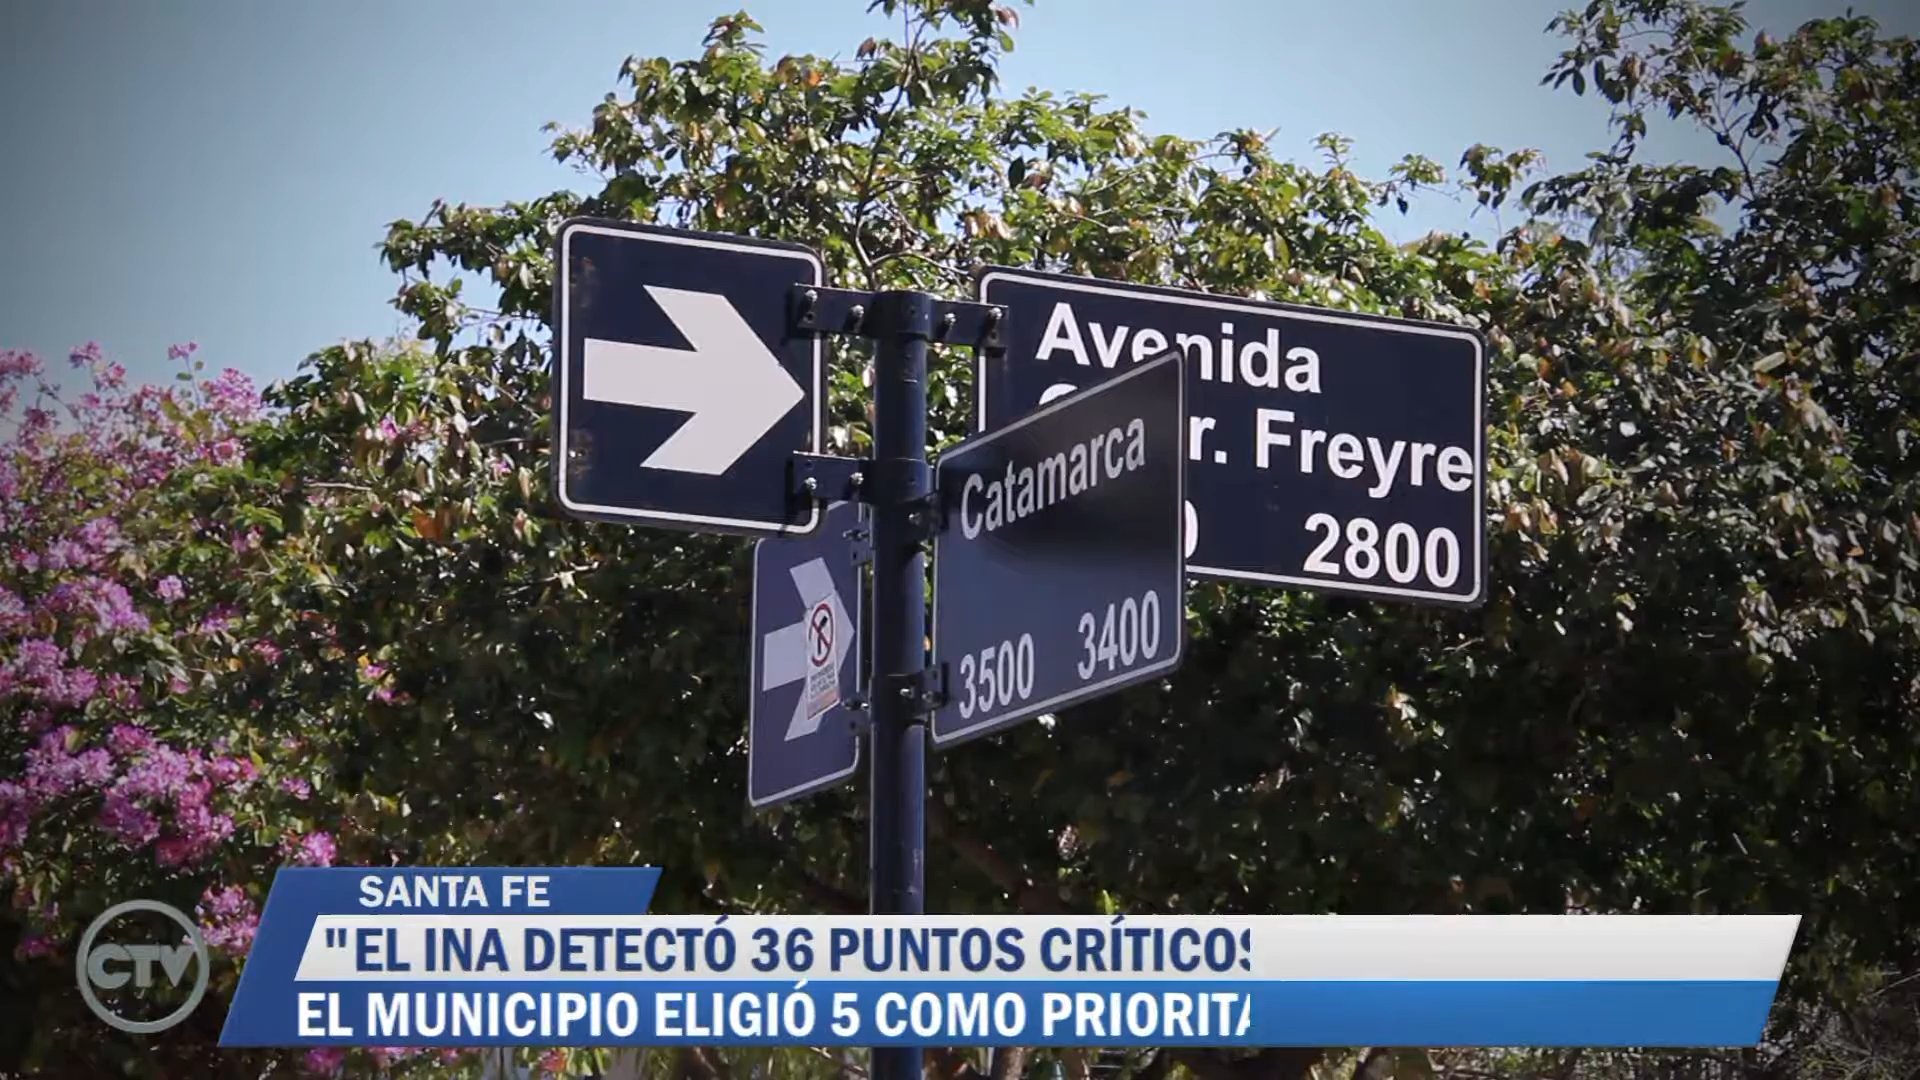 Avenida
r. Freyre
2800
Catamarca
3500 3400
SANTA FE
"EL INA DETECTÓ 36 PUNTOS CRÍTICOS
EL MUNICIPIO ELIGIÓ 5 COMO PRIORITA
CTV